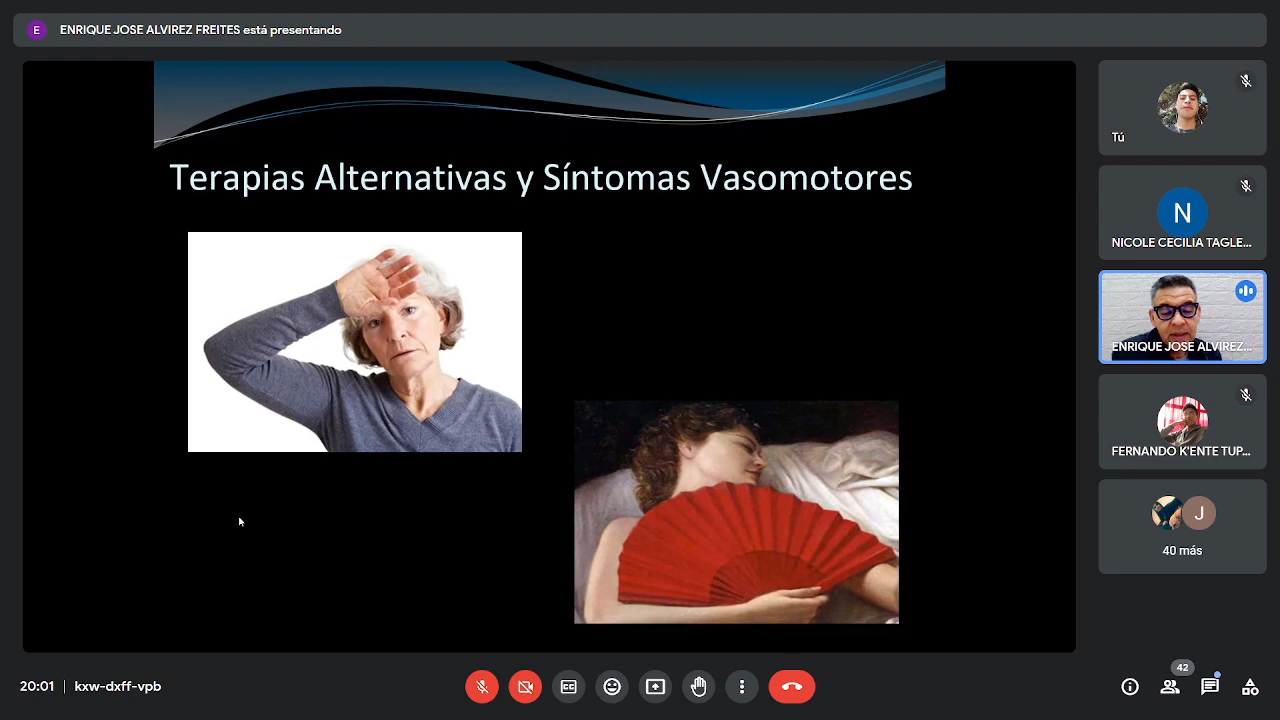 E
ENRIQUE JOSE ALVIREZ FREITES está presentando
Terapias Alternativas y Síntomas Vasomotores
Tú
N
NICOLE CECILIA TAGLE...
ENRIQUE JOSE ALVIREZ...
FERNANDO K'ENTE TUP...
J
40 más
20:01 | kxw-dxff-vpb
42